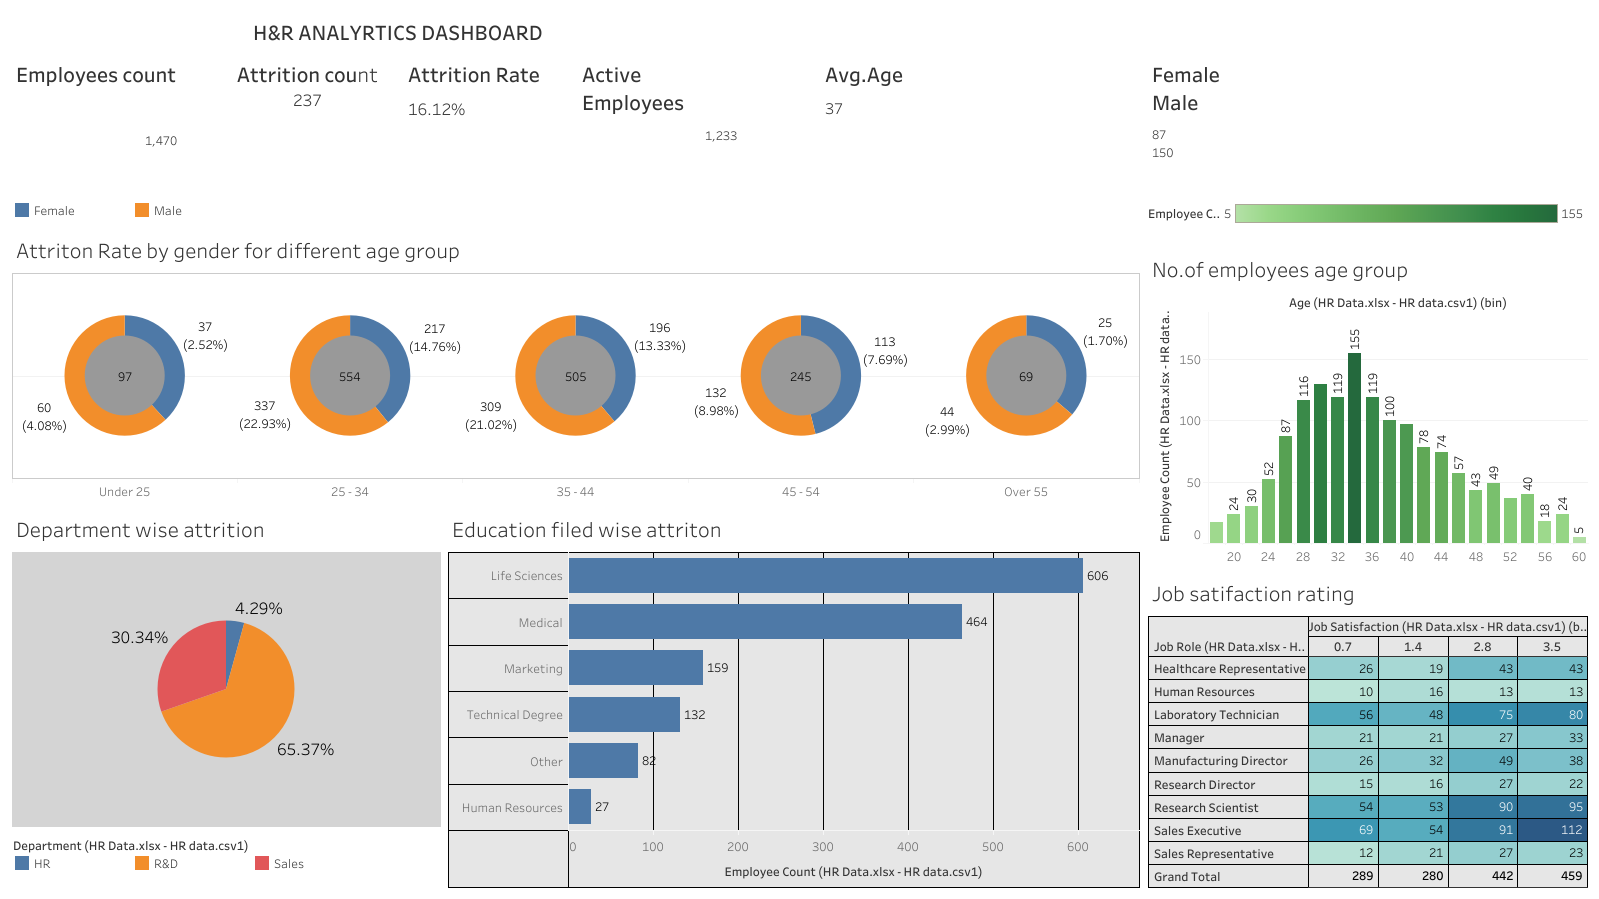 H&R ANALYRTICS DASHBOARD
Employees count
1,470
Attrition count
237
Attrition Rate
16.12%
Active
Employees
1,233
Avg.Age
37
Female
Male
87
150
Female
Male
Employee C.. 5
155
Attriton Rate by gender for different age group
37
(2.52%)
97
60
(4.08%)
217
(14.76%)
554
337
(22.93%)
196
(13.33%)
505
309
(21.02%)
113
(7.69%)
245
132
(8.98%)
25
(1.70%)
69
44
(2.99%)
Under 25
25 - 34
35 - 44
45 - 54
Over 55
No.of employees age group
Age (HR Data.xlsx - HR data.csv1) (bin)
Employee Count (HR Data.xlsx - HR data..
150
100
50
0
24
30
52
87
116
119
155
119
100
78
74
57
43
49
40
18
24
5
20 24 28 32 36 40 44 48 52 56 60
Department wise attrition
4.29%
30.34%
65.37%
Department (HR Data.xlsx - HR data.csv1)
HR
R&D
Sales
Education filed wise attriton
Life Sciences 606
Medical 464
Marketing 159
Technical Degree 132
Other 82
Human Resources 27
0 100 200 300 400 500 600
Employee Count (HR Data.xlsx - HR data.csv1)
Job satifaction rating
Job Satisfaction (HR Data.xlsx - HR data.csv1) (b..
Job Role (HR Data.xlsx - H.. 0.7 1.4 2.8 3.5
Healthcare Representative 26 19 43 43
Human Resources 10 16 13 13
Laboratory Technician 56 48 75 80
Manager 21 21 27 33
Manufacturing Director 26 32 49 38
Research Director 15 16 27 22
Research Scientist 54 53 90 95
Sales Executive 69 54 91 112
Sales Representative 12 21 27 23
Grand Total 289 280 442 459